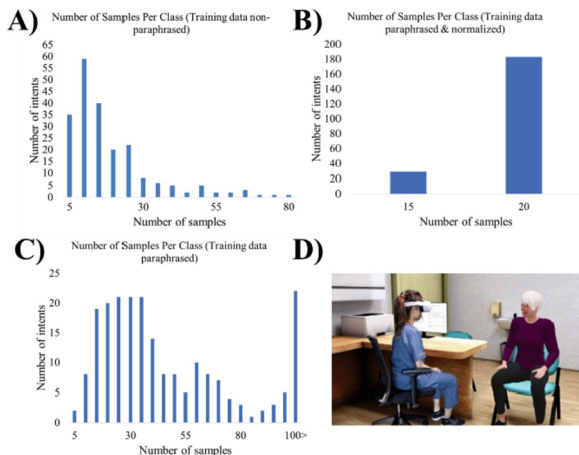 A)
Number of Samples Per Class (Training data non-
paraphrased)
65
60
55
50
45
40
35
30
25
20
15
10
5
0
Number of intents
5 30 55 80
Number of samples
B)
Number of Samples Per Class (Training data
paraphrased & normalized)
200
180
160
140
120
100
80
60
40
20
0
Number of intents
15 20
Number of samples
C)
Number of Samples Per Class (Training data
paraphrased)
25
20
15
10
5
0
Number of intents
5 30 55 80 100>
Number of samples
D)